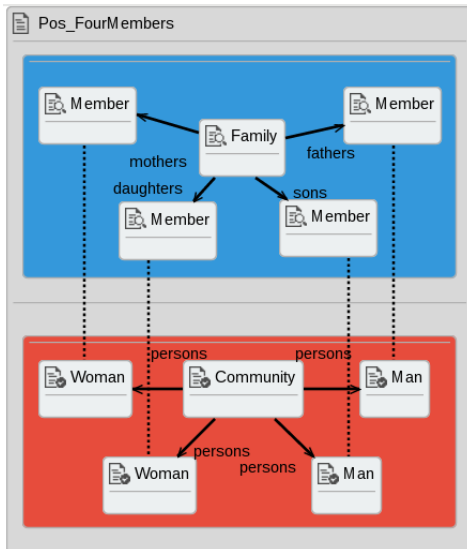 Pos_FourMembers
Member
Member
Family
mothers
fathers
daughters
sons
Member
Member
persons
persons
Woman
Community
Man
persons
persons
Woman
Man